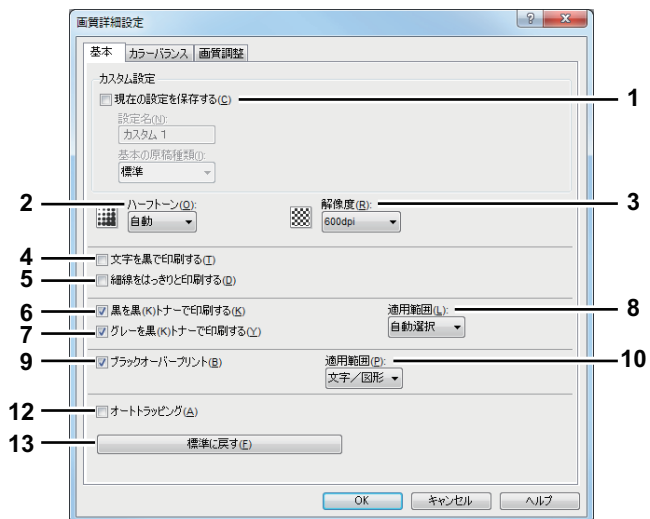 画質詳細設定
基本 カラーバランス 画質調整
カスタム設定
現在の設定を保存する(C) 1
設定名(N):
カスタム 1
基本の原稿種類(I):
標準
2 ハーフトーン(O): 解像度(R): 3
自動 600dpi
4 文字を黒で印刷する(T)
5 細線をはっきりと印刷する(D)
6 黒を黒(K)トナーで印刷する(K) 適用範囲(L): 8
7 グレーを黒(K)トナーで印刷する(Y) 自動選択
9 ブラックオーバープリント(B) 適用範囲(P): 10
文字/図形
12 オートトラッピング(A)
13 標準に戻す(F)
OK キャンセル ヘルプ